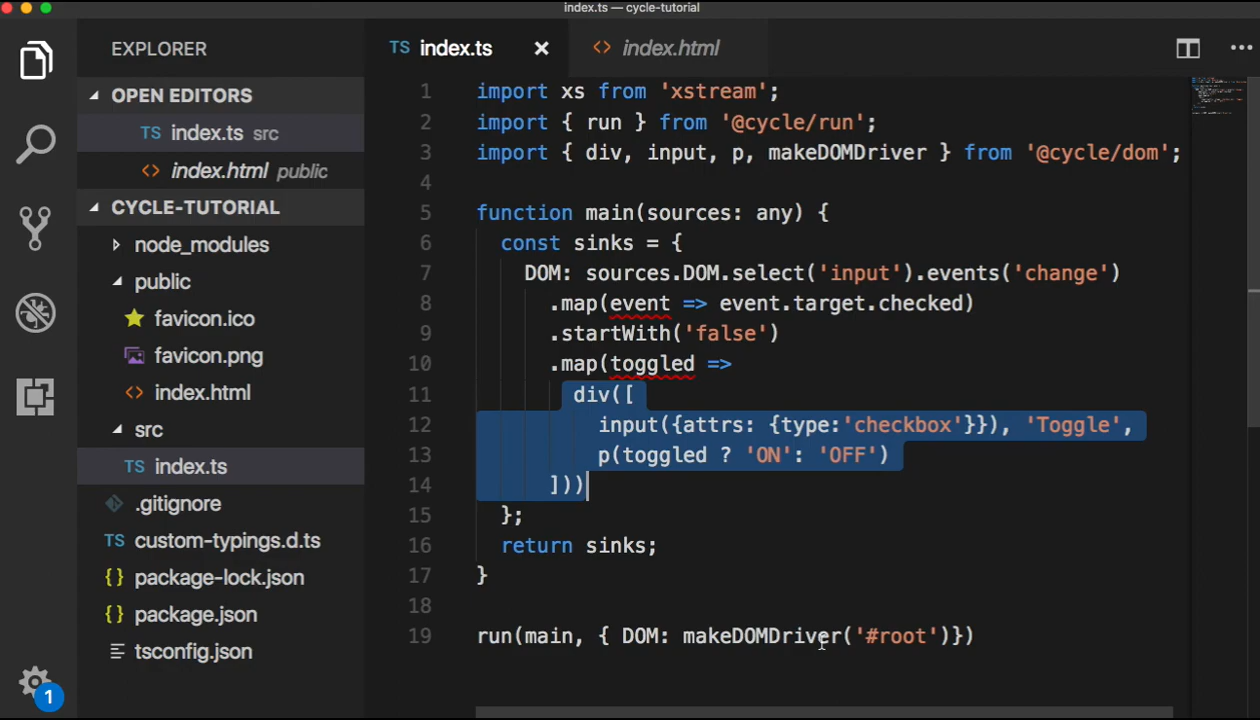 index.ts — cycle-tutorial
EXPLORER
OPEN EDITORS
TS index.ts src
<> index.html public
CYCLE-TUTORIAL
node_modules
public
favicon.ico
favicon.png
<> index.html
src
TS index.ts
.gitignore
TS custom-typings.d.ts
{} package-lock.json
{} package.json
tsconfig.json
1
TS index.ts
<> index.html
1 import xs from 'xstream';
2 import { run } from '@cycle/run';
3 import { div, input, p, makeDOMDriver } from '@cycle/dom';
4
5 function main(sources: any) {
6 const sinks = {
7 DOM: sources.DOM.select('input').events('change')
8 .map(event => event.target.checked)
9 .startWith('false')
10 .map(toggled =>
11 div([
12 input({attrs: {type:'checkbox'}}), 'Toggle',
13 p(toggled ? 'ON': 'OFF')
14 ]))
15 };
16 return sinks;
17 }
18
19 run(main, { DOM: makeDOMDriver('#root')})